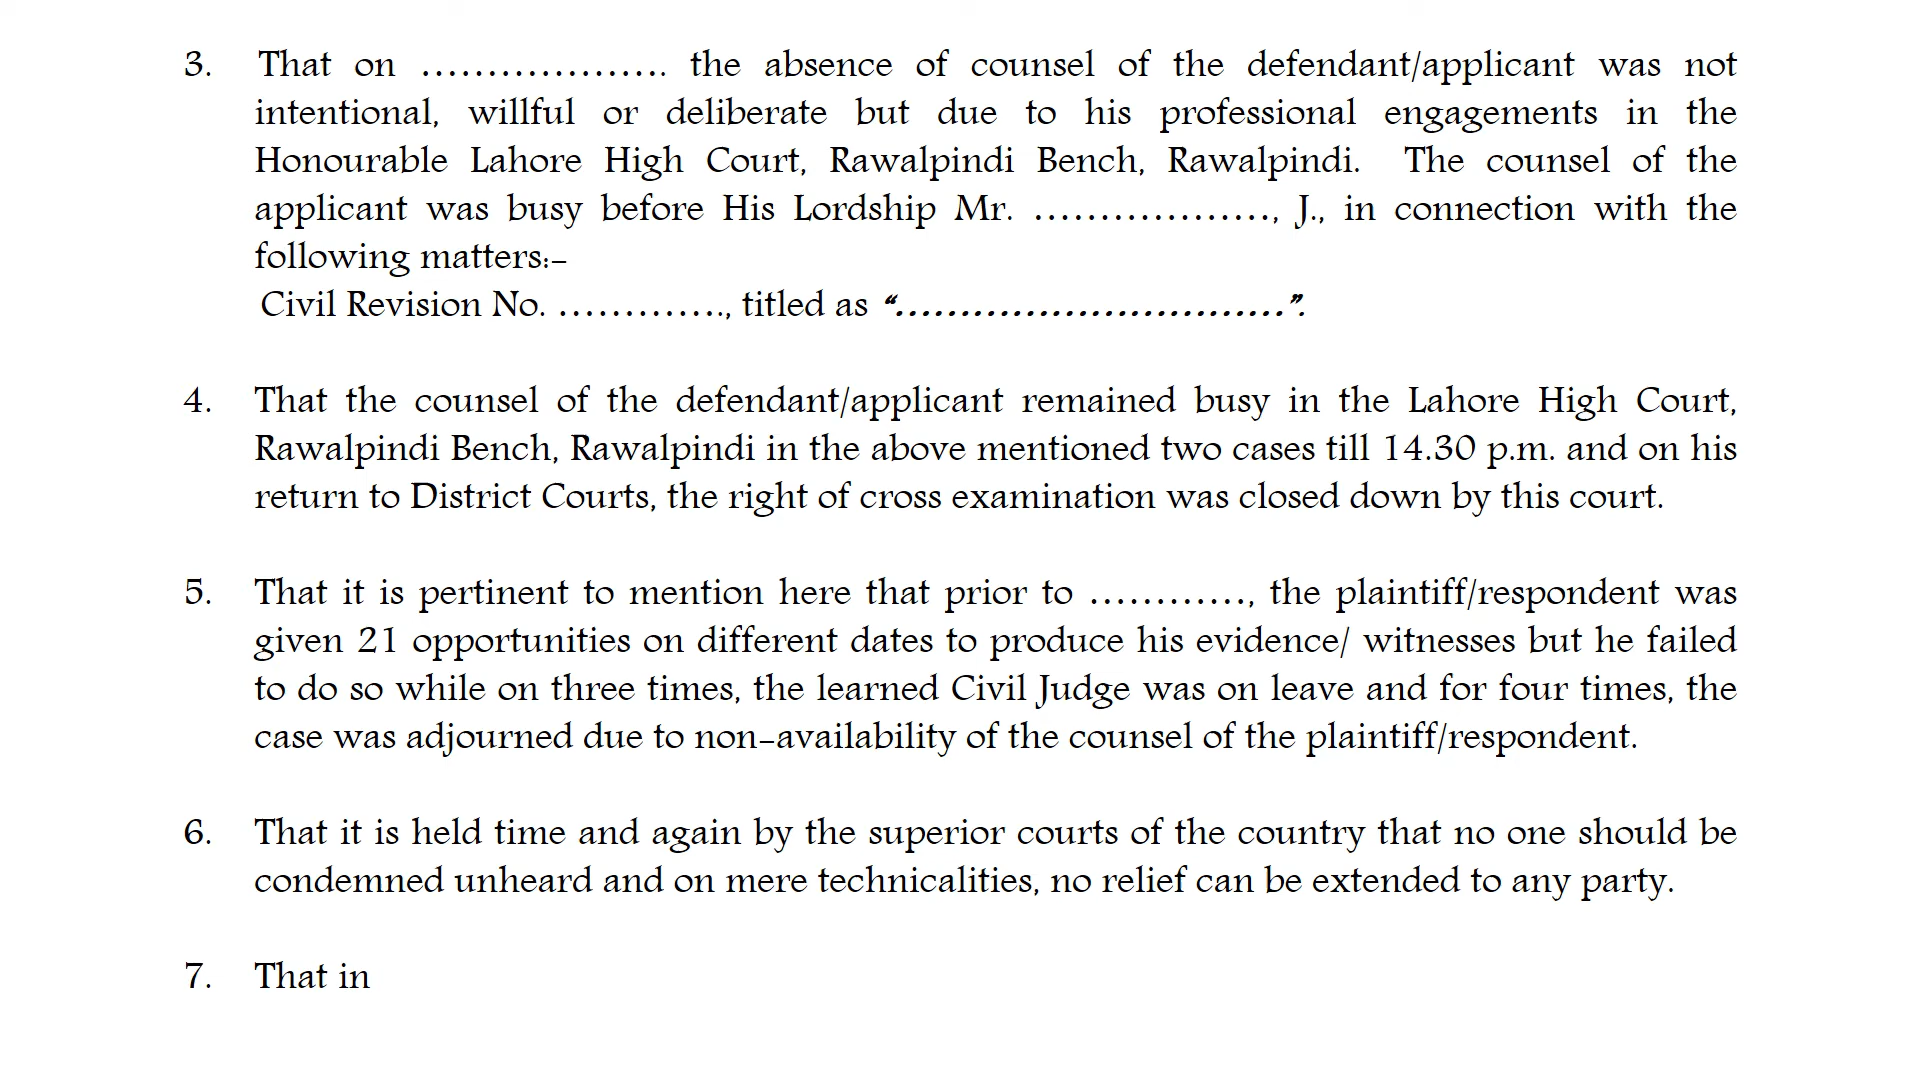 3. That on ………………. the absence of counsel of the defendant/applicant was not
intentional, willful or deliberate but due to his professional engagements in the
Honourable Lahore High Court, Rawalpindi Bench, Rawalpindi. The counsel of the
applicant was busy before His Lordship Mr. ………………, J., in connection with the
following matters:-
Civil Revision No. …………., titled as “…………………………”.
4. That the counsel of the defendant/applicant remained busy in the Lahore High Court,
Rawalpindi Bench, Rawalpindi in the above mentioned two cases till 14.30 p.m. and on his
return to District Courts, the right of cross examination was closed down by this court.
5. That it is pertinent to mention here that prior to …………, the plaintiff/respondent was
given 21 opportunities on different dates to produce his evidence/ witnesses but he failed
to do so while on three times, the learned Civil Judge was on leave and for four times, the
case was adjourned due to non-availability of the counsel of the plaintiff/respondent.
6. That it is held time and again by the superior courts of the country that no one should be
condemned unheard and on mere technicalities, no relief can be extended to any party.
7. That in